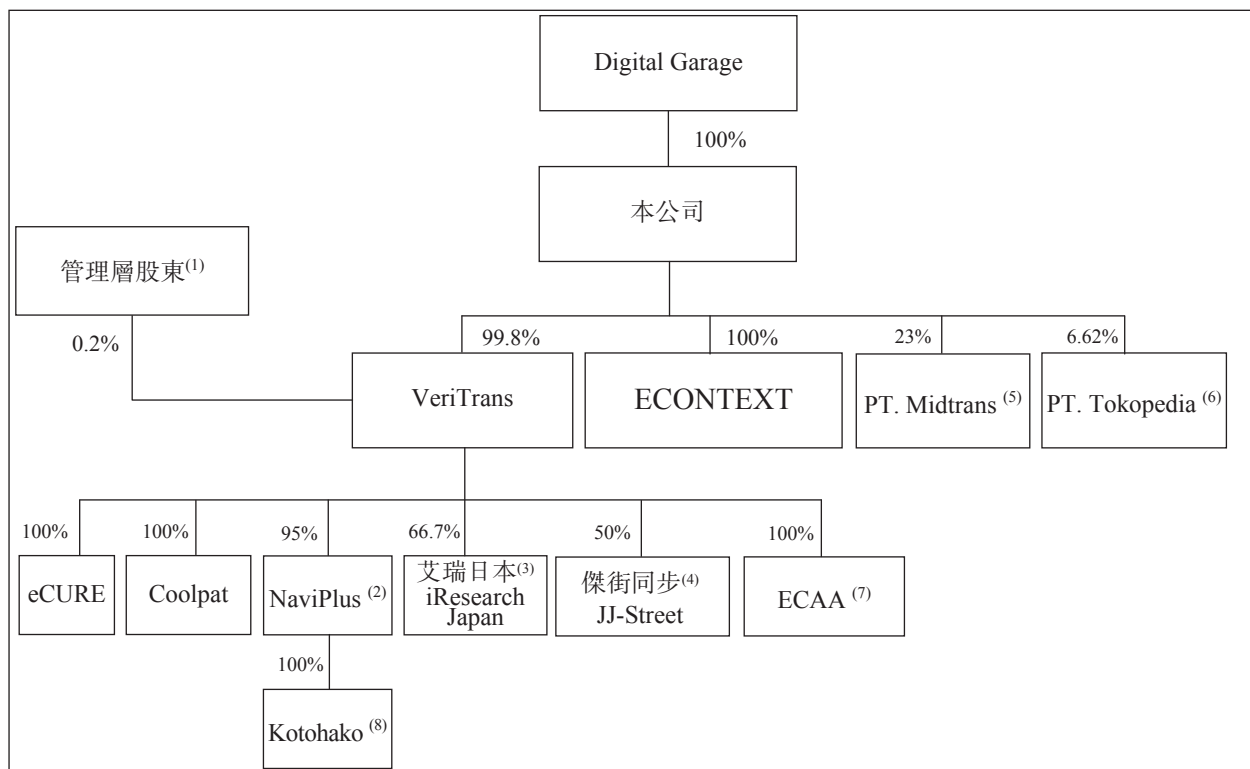 Digital Garage
100%
本公司
管理層股東(1)
0.2%
99.8%
100%
23%
6.62%
VeriTrans
ECONTEXT
PT. Midtrans (5)
PT. Tokopedia (6)
100%
100%
95%
66.7%
50%
100%
eCURE
Coolpat
NaviPlus (2)
艾瑞日本(3)
iResearch
Japan
傑街同步(4)
JJ-Street
ECAA (7)
100%
Kotohako (8)